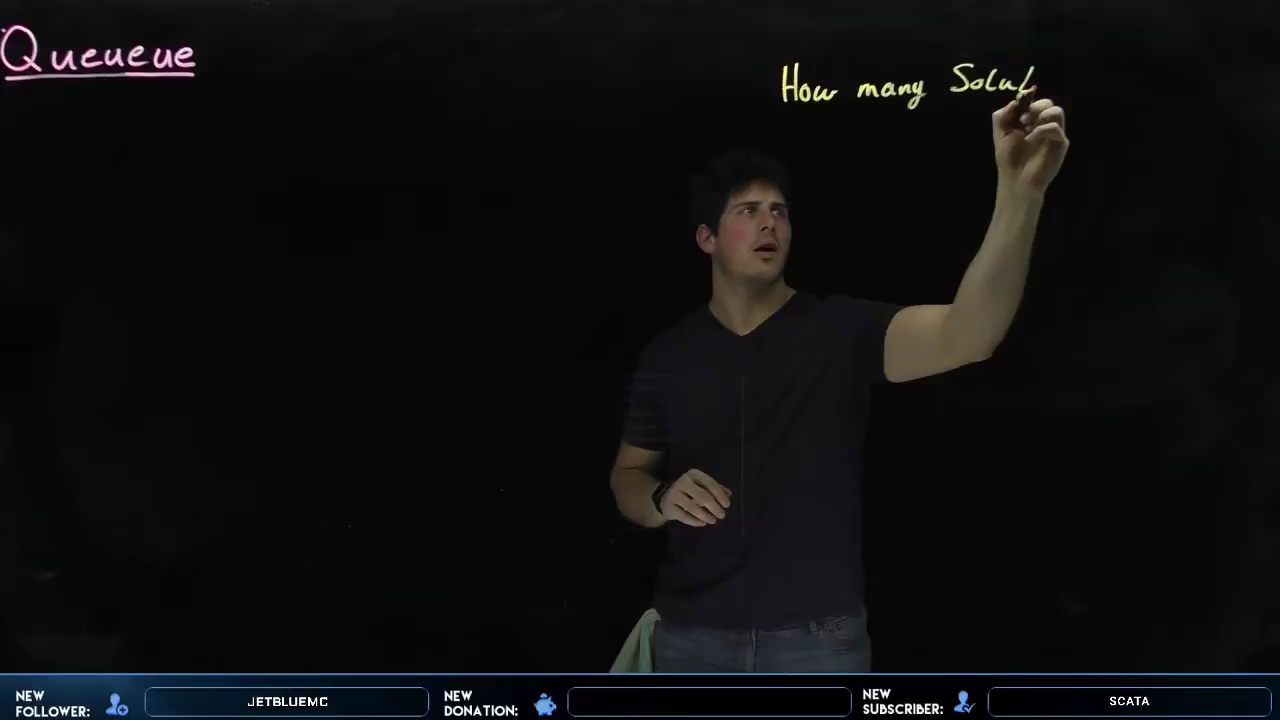 Queueue
How many Solut
NEW FOLLOWER:
JETBLUEMC
NEW DONATION:
NEW SUBSCRIBER:
SCATA